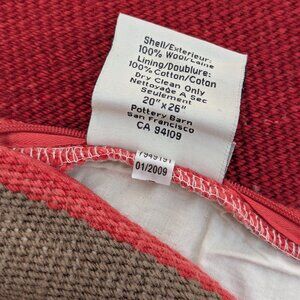 Shell/Exterieur:
100% Wool/Laine
Lining/Doublure:
100% Cotton/Coton
Dry Clean Only
Nettoyage A Sec
Seulement
20" x 26"
Pottery Barn
San Francisco
CA 94109
7949191
01/2009